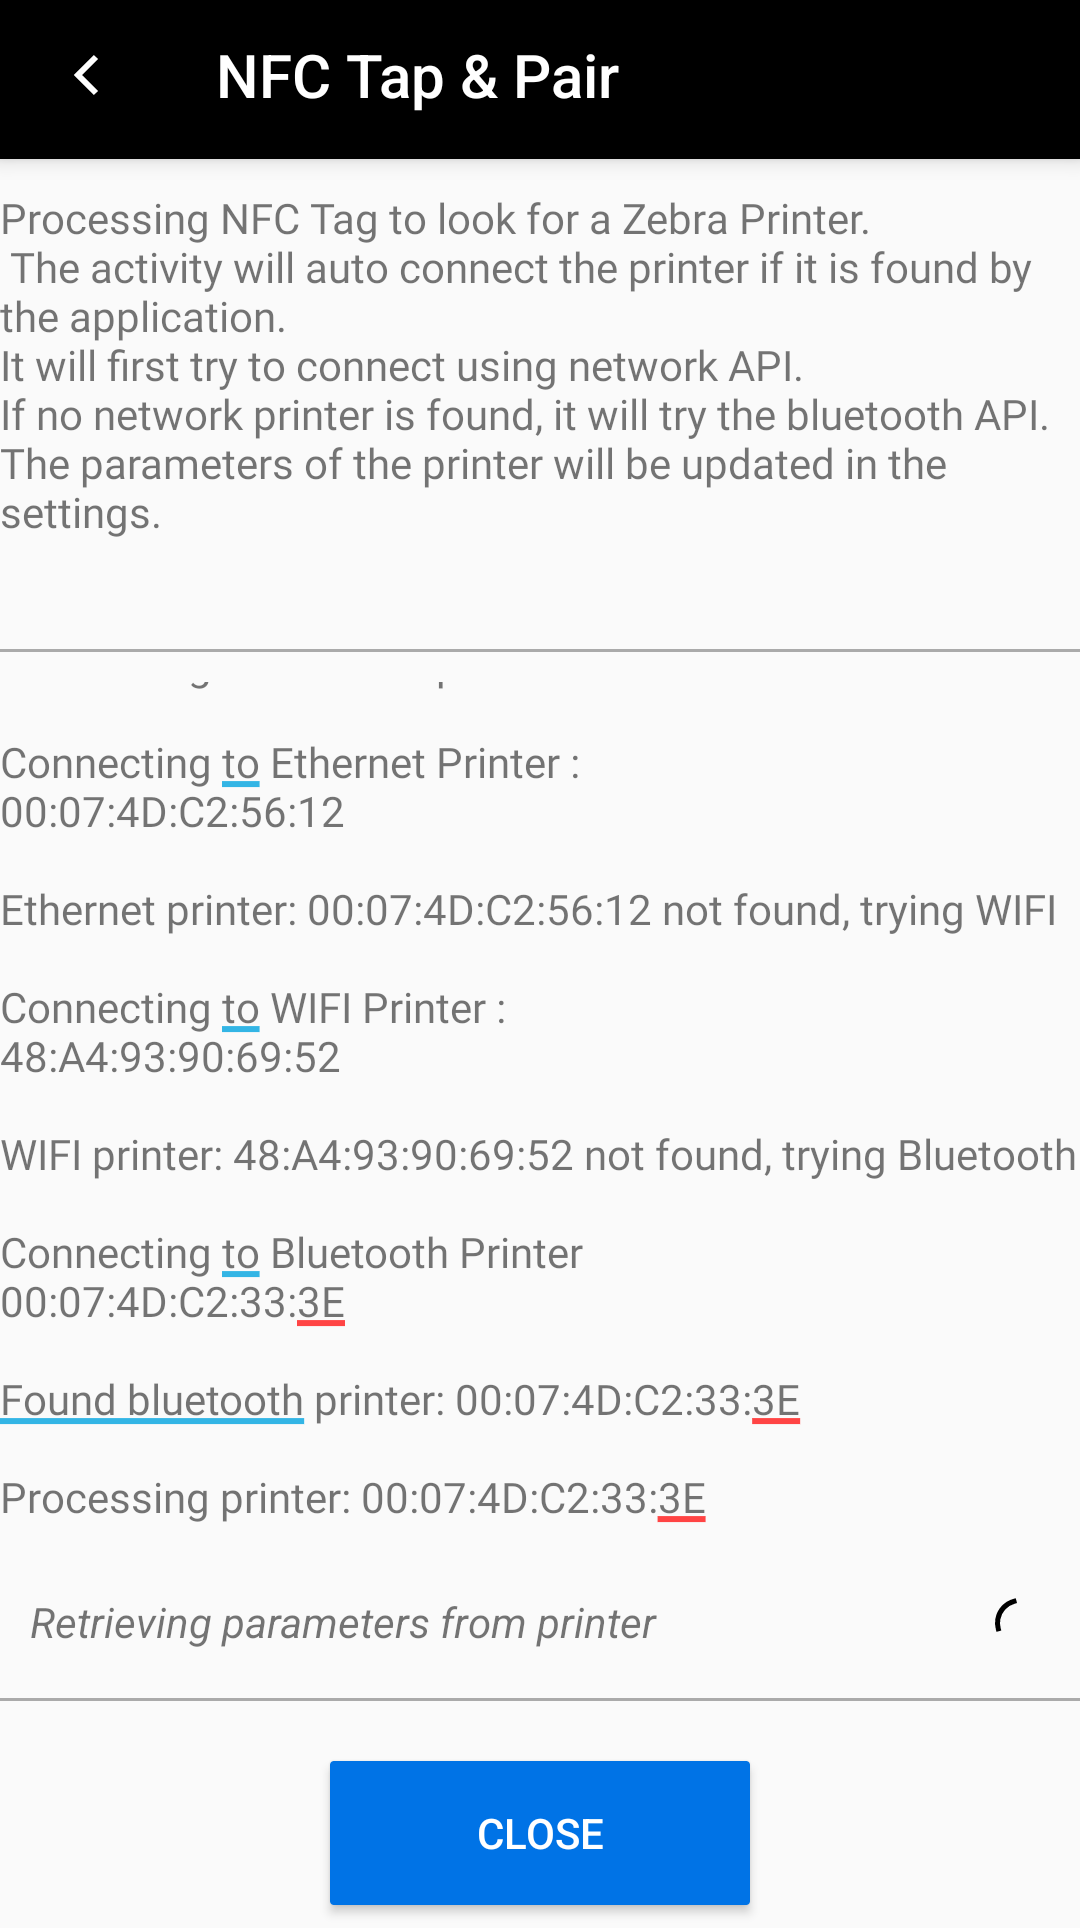 NFC Tap & Pair
Processing NFC Tag to look for a Zebra Printer.
The activity will auto connect the printer if it is found by
the application.
It will first try to connect using network API.
If no network printer is found, it will try the bluetooth API.
The parameters of the printer will be updated in the
settings.
Connecting to Ethernet Printer :
00:07:4D:C2:56:12
Ethernet printer: 00:07:4D:C2:56:12 not found, trying WIFI
Connecting to WIFI Printer :
48:A4:93:90:69:52
WIFI printer: 48:A4:93:90:69:52 not found, trying Bluetooth
Connecting to Bluetooth Printer
00:07:4D:C2:33:3E
Found bluetooth printer: 00:07:4D:C2:33:3E
Processing printer: 00:07:4D:C2:33:3E
Retrieving parameters from printer
CLOSE